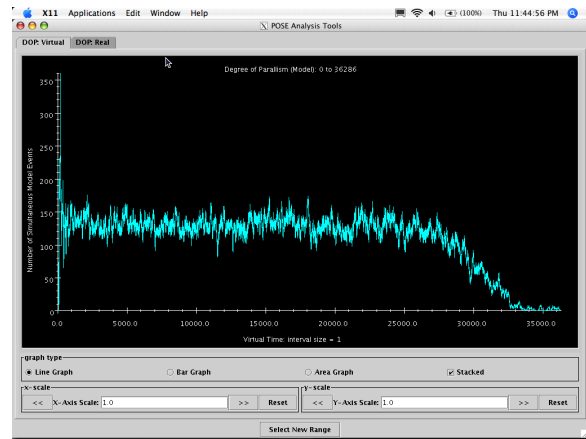 X11 Applications Edit Window Help (100%) Thu 11:44:56 PM
POSE Analysis Tools
DOP: Virtual DOP: Real
Degree of Parallism (Model): 0 to 36286
Number of Simultaneous Model Events
350
300
250
200
150
100
50
0
0.0 5000.0 10000.0 15000.0 20000.0 25000.0 30000.0 35000.0
Virtual Time: interval size = 1
graph type
Line Graph Bar Graph Area Graph Stacked
x-scale y-scale
<< X-Axis Scale: 1.0 >> Reset << Y-Axis Scale: 1.0 >> Reset
Select New Range